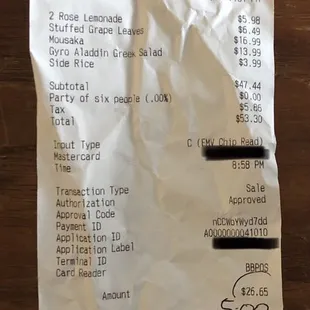 2 Rose Lemonade $5.98
Stuffed Grape Leaves $6.49
Mousaka $16.99
Gyro Aladdin Greek Salad $13.99
Side Rice $3.99
Subtotal $47.44
Party of six people (.00%) $0.00
Tax $5.86
Total $53.30
Input Type C (EMV Chip Read)
Mastercard
Time 8:58 PM
Transaction Type Sale
Authorization Approved
Approval Code
Payment ID nCCWbYWyd7dd
Application ID A0000000041010
Application Label
Terminal ID
Card Reader BBPOS
Amount $26.65
5.00